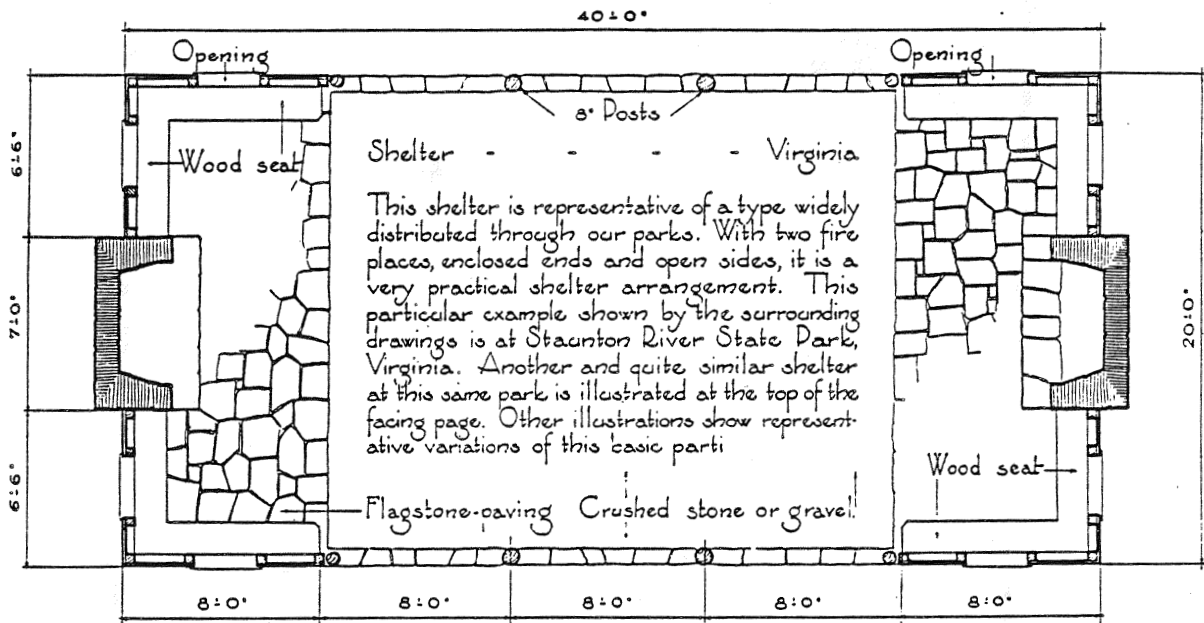 40'-0"
Opening
Opening
8" Posts
6'-6"
Wood seat
Shelter - - - - Virginia
This shelter is representative of a type widely
distributed through our parks. With two fire
places, enclosed ends and open sides, it is a
very practical shelter arrangement. This
particular example shown by the surrounding
drawings is at Staunton River State Park,
Virginia. Another and quite similar shelter
at this same park is illustrated at the top of the
facing page. Other illustrations show represent-
ative variations of this basic parti
7'-0"
20'-0"
6'-6"
Wood seat
Flagstone paving Crushed stone or gravel
8'-0" 8'-0" 8'-0" 8'-0" 8'-0"